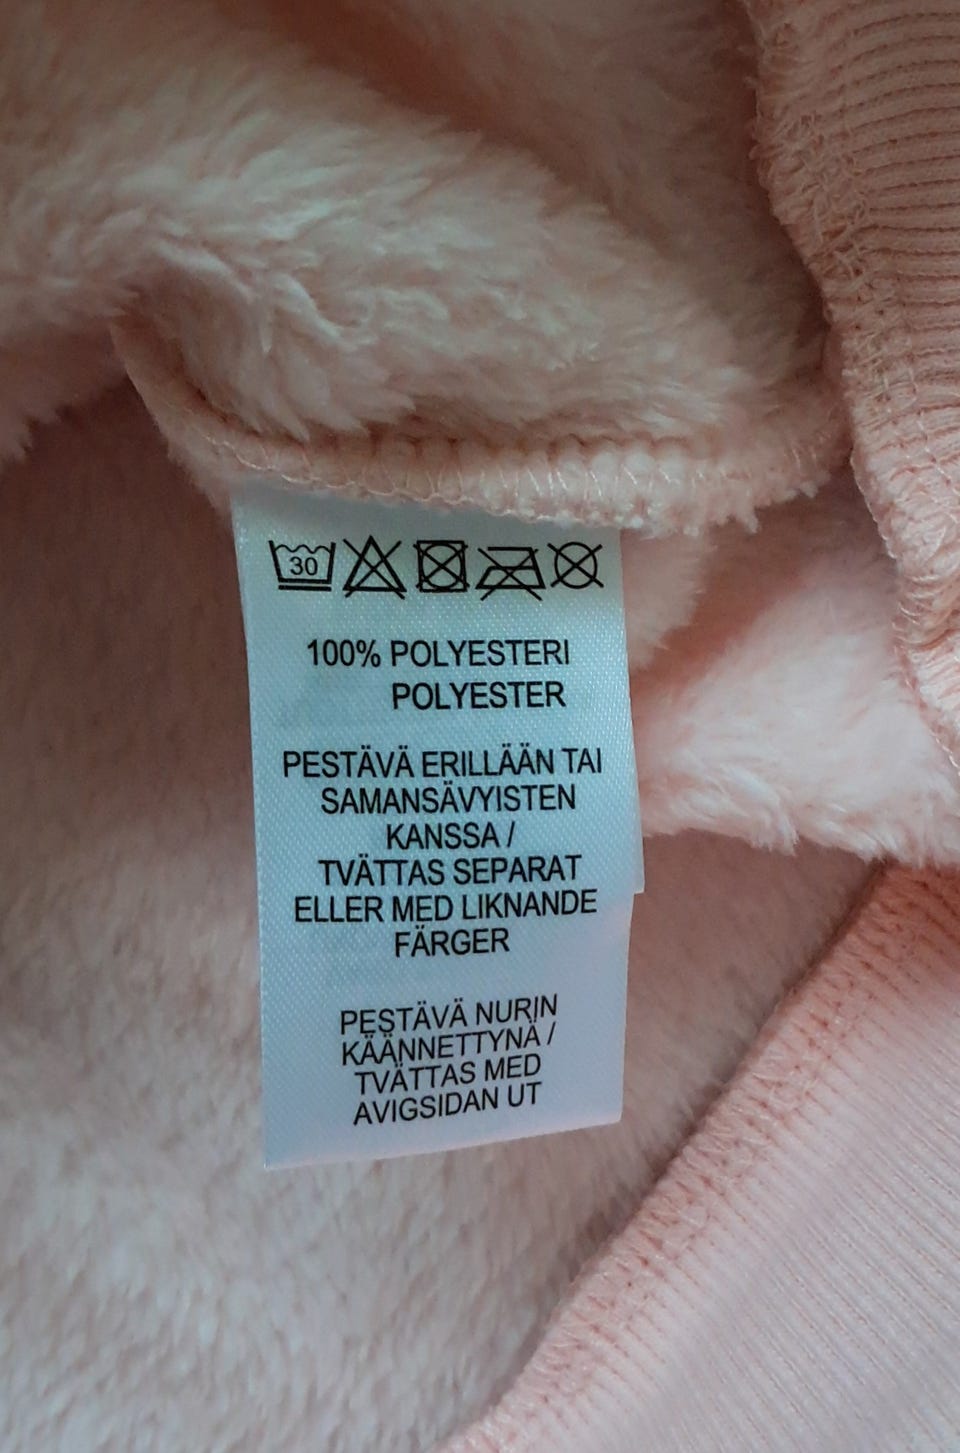 30
100% POLYESTERI
POLYESTER
PESTÄVÄ ERILLÄÄN TAI
SAMANSÄVYISTEN
KANSSA /
TVÄTTAS SEPARAT
ELLER MED LIKNANDE
FÄRGER
PESTÄVÄ NURIN
KÄÄNNETTYNÄ /
TVÄTTAS MED
AVIGSIDAN UT